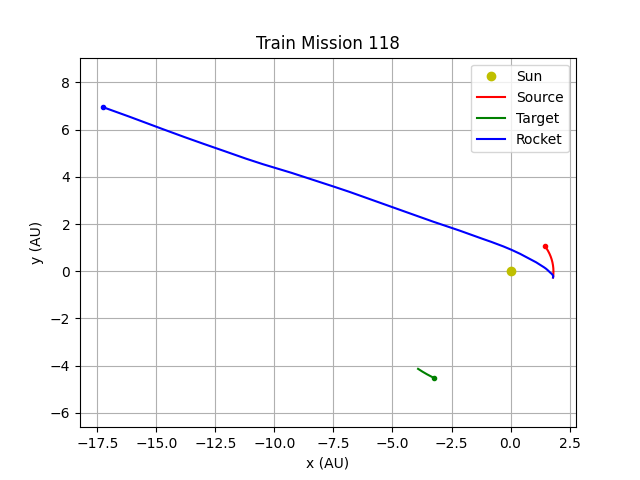 Train Mission 118
Sun
Source
Target
Rocket
8
6
4
2
0
−2
−4
−6
y (AU)
−17.5 −15.0 −12.5 −10.0 −7.5 −5.0 −2.5 0.0 2.5
x (AU)